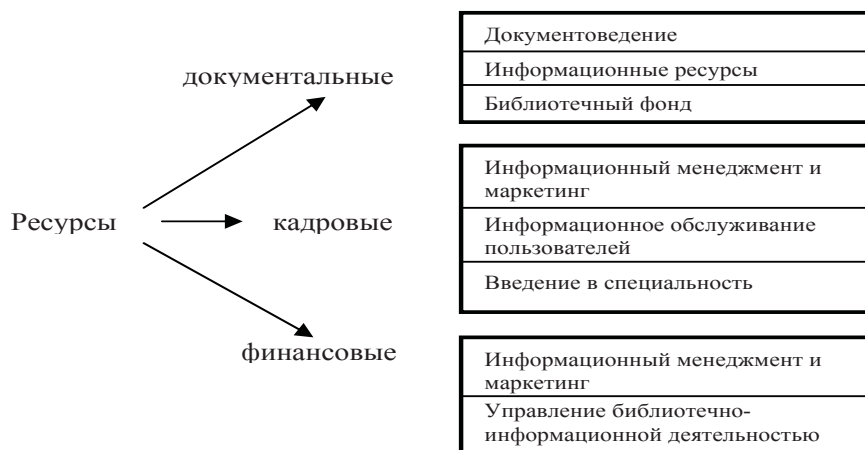 Документоведение
документальные
Информационные ресурсы
Библиотечный фонд
Информационный менеджмент и
маркетинг
Ресурсы
кадровые
Информационное обслуживание
пользователей
Введение в специальность
финансовые
Информационный менеджмент и
маркетинг
Управление библиотечно-
информационной деятельностью